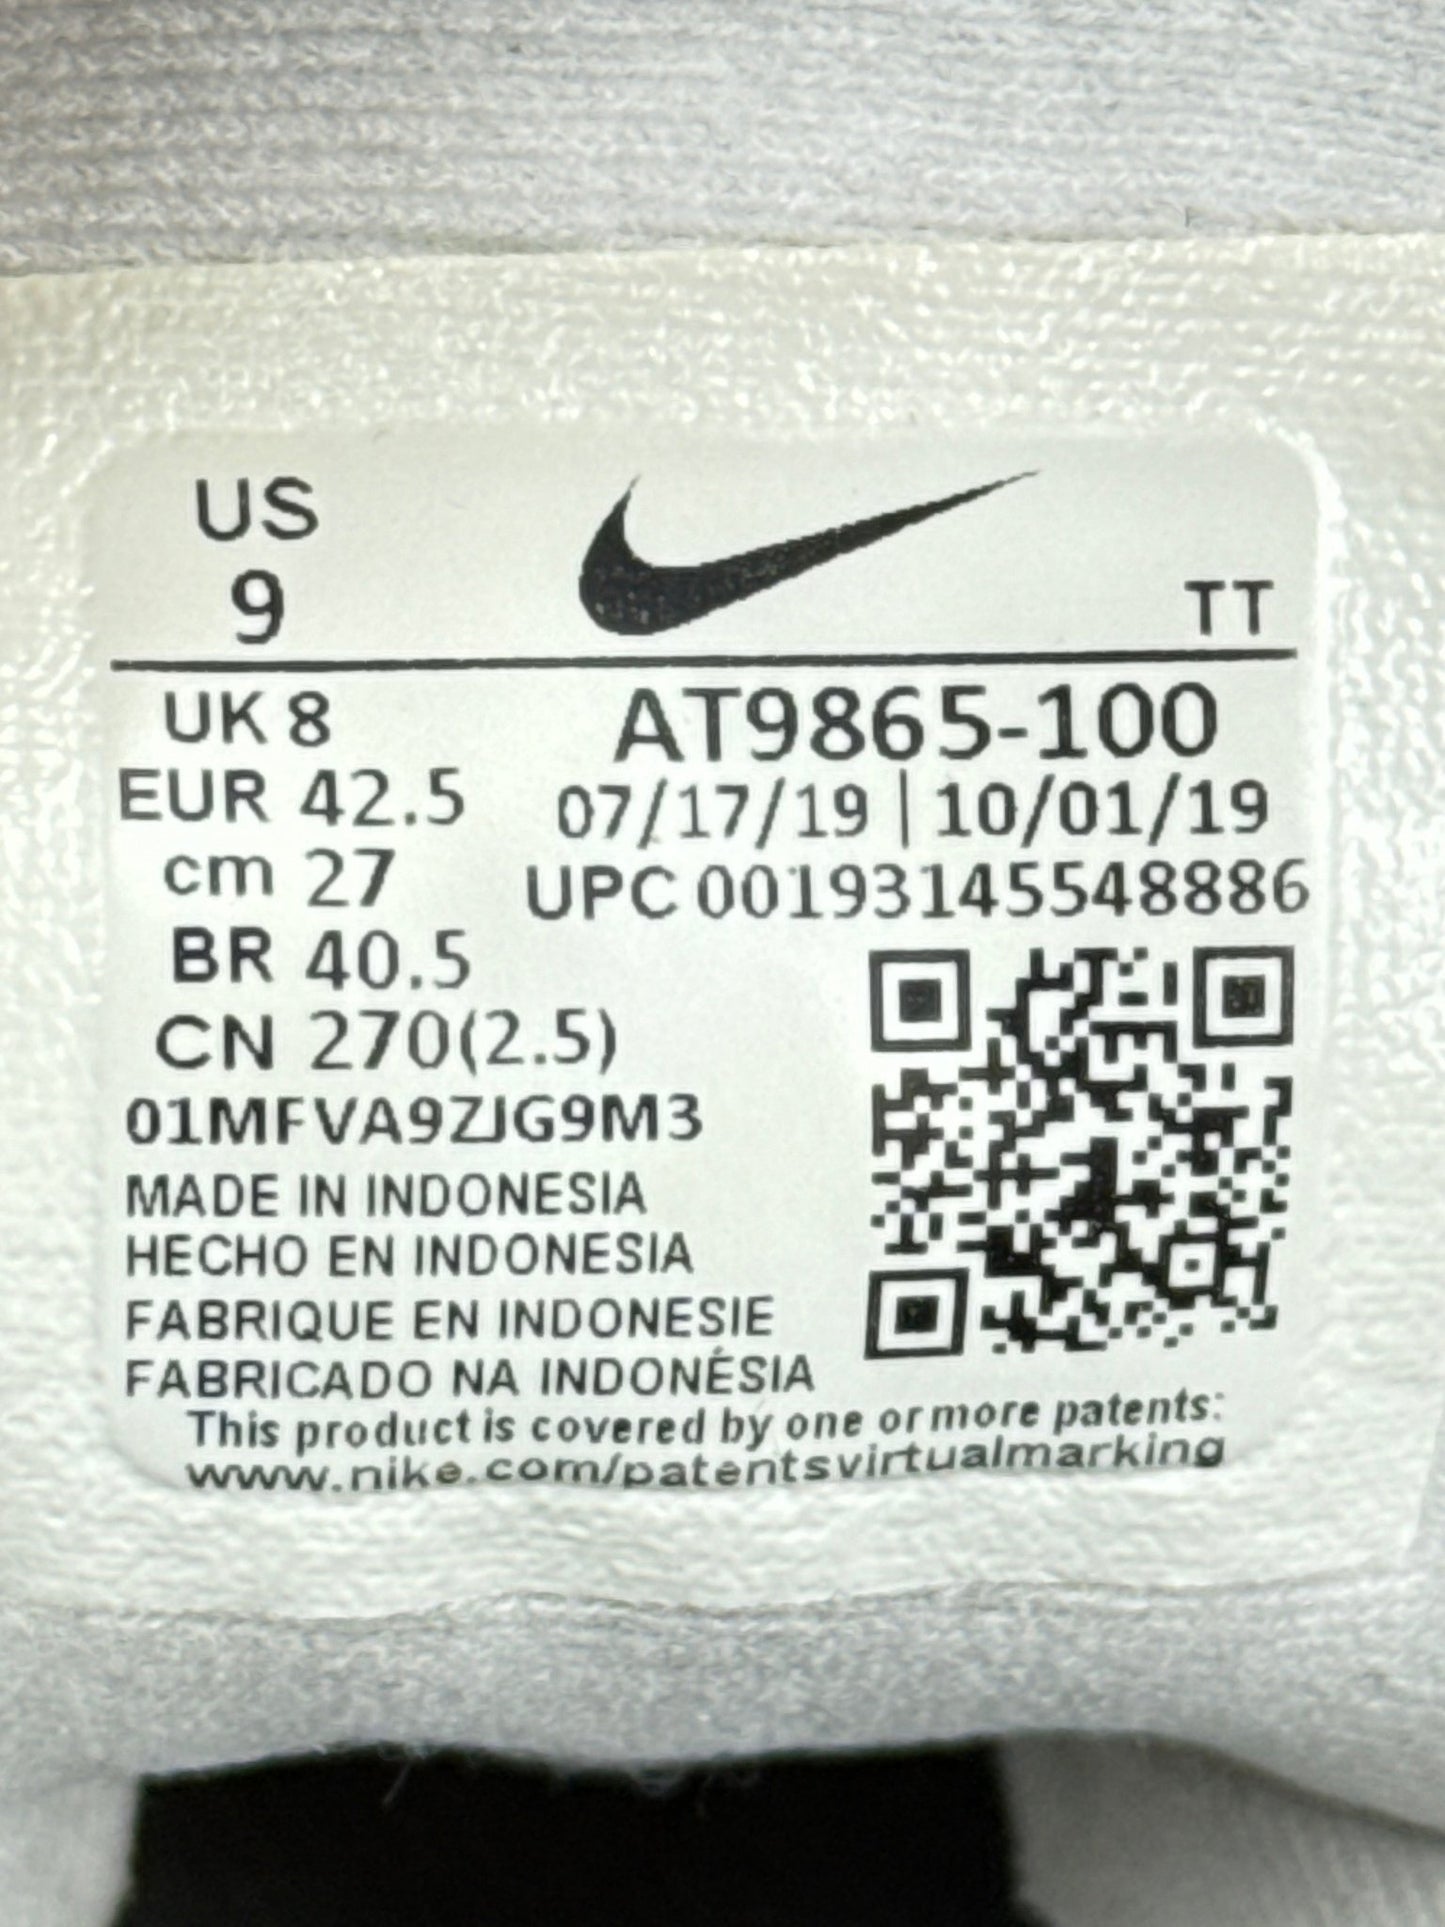 US
9
TT
UK 8
AT9865-100
EUR 42.5
07/17/19 | 10/01/19
cm 27
UPC 00193145548886
BR 40.5
CN 270(2.5)
01MFVA9ZJG9M3
MADE IN INDONESIA
HECHO EN INDONESIA
FABRIQUE EN INDONESIE
FABRICADO NA INDONÉSIA
This product is covered by one or more patents:
www.nike.com/patentsvirtualmarking